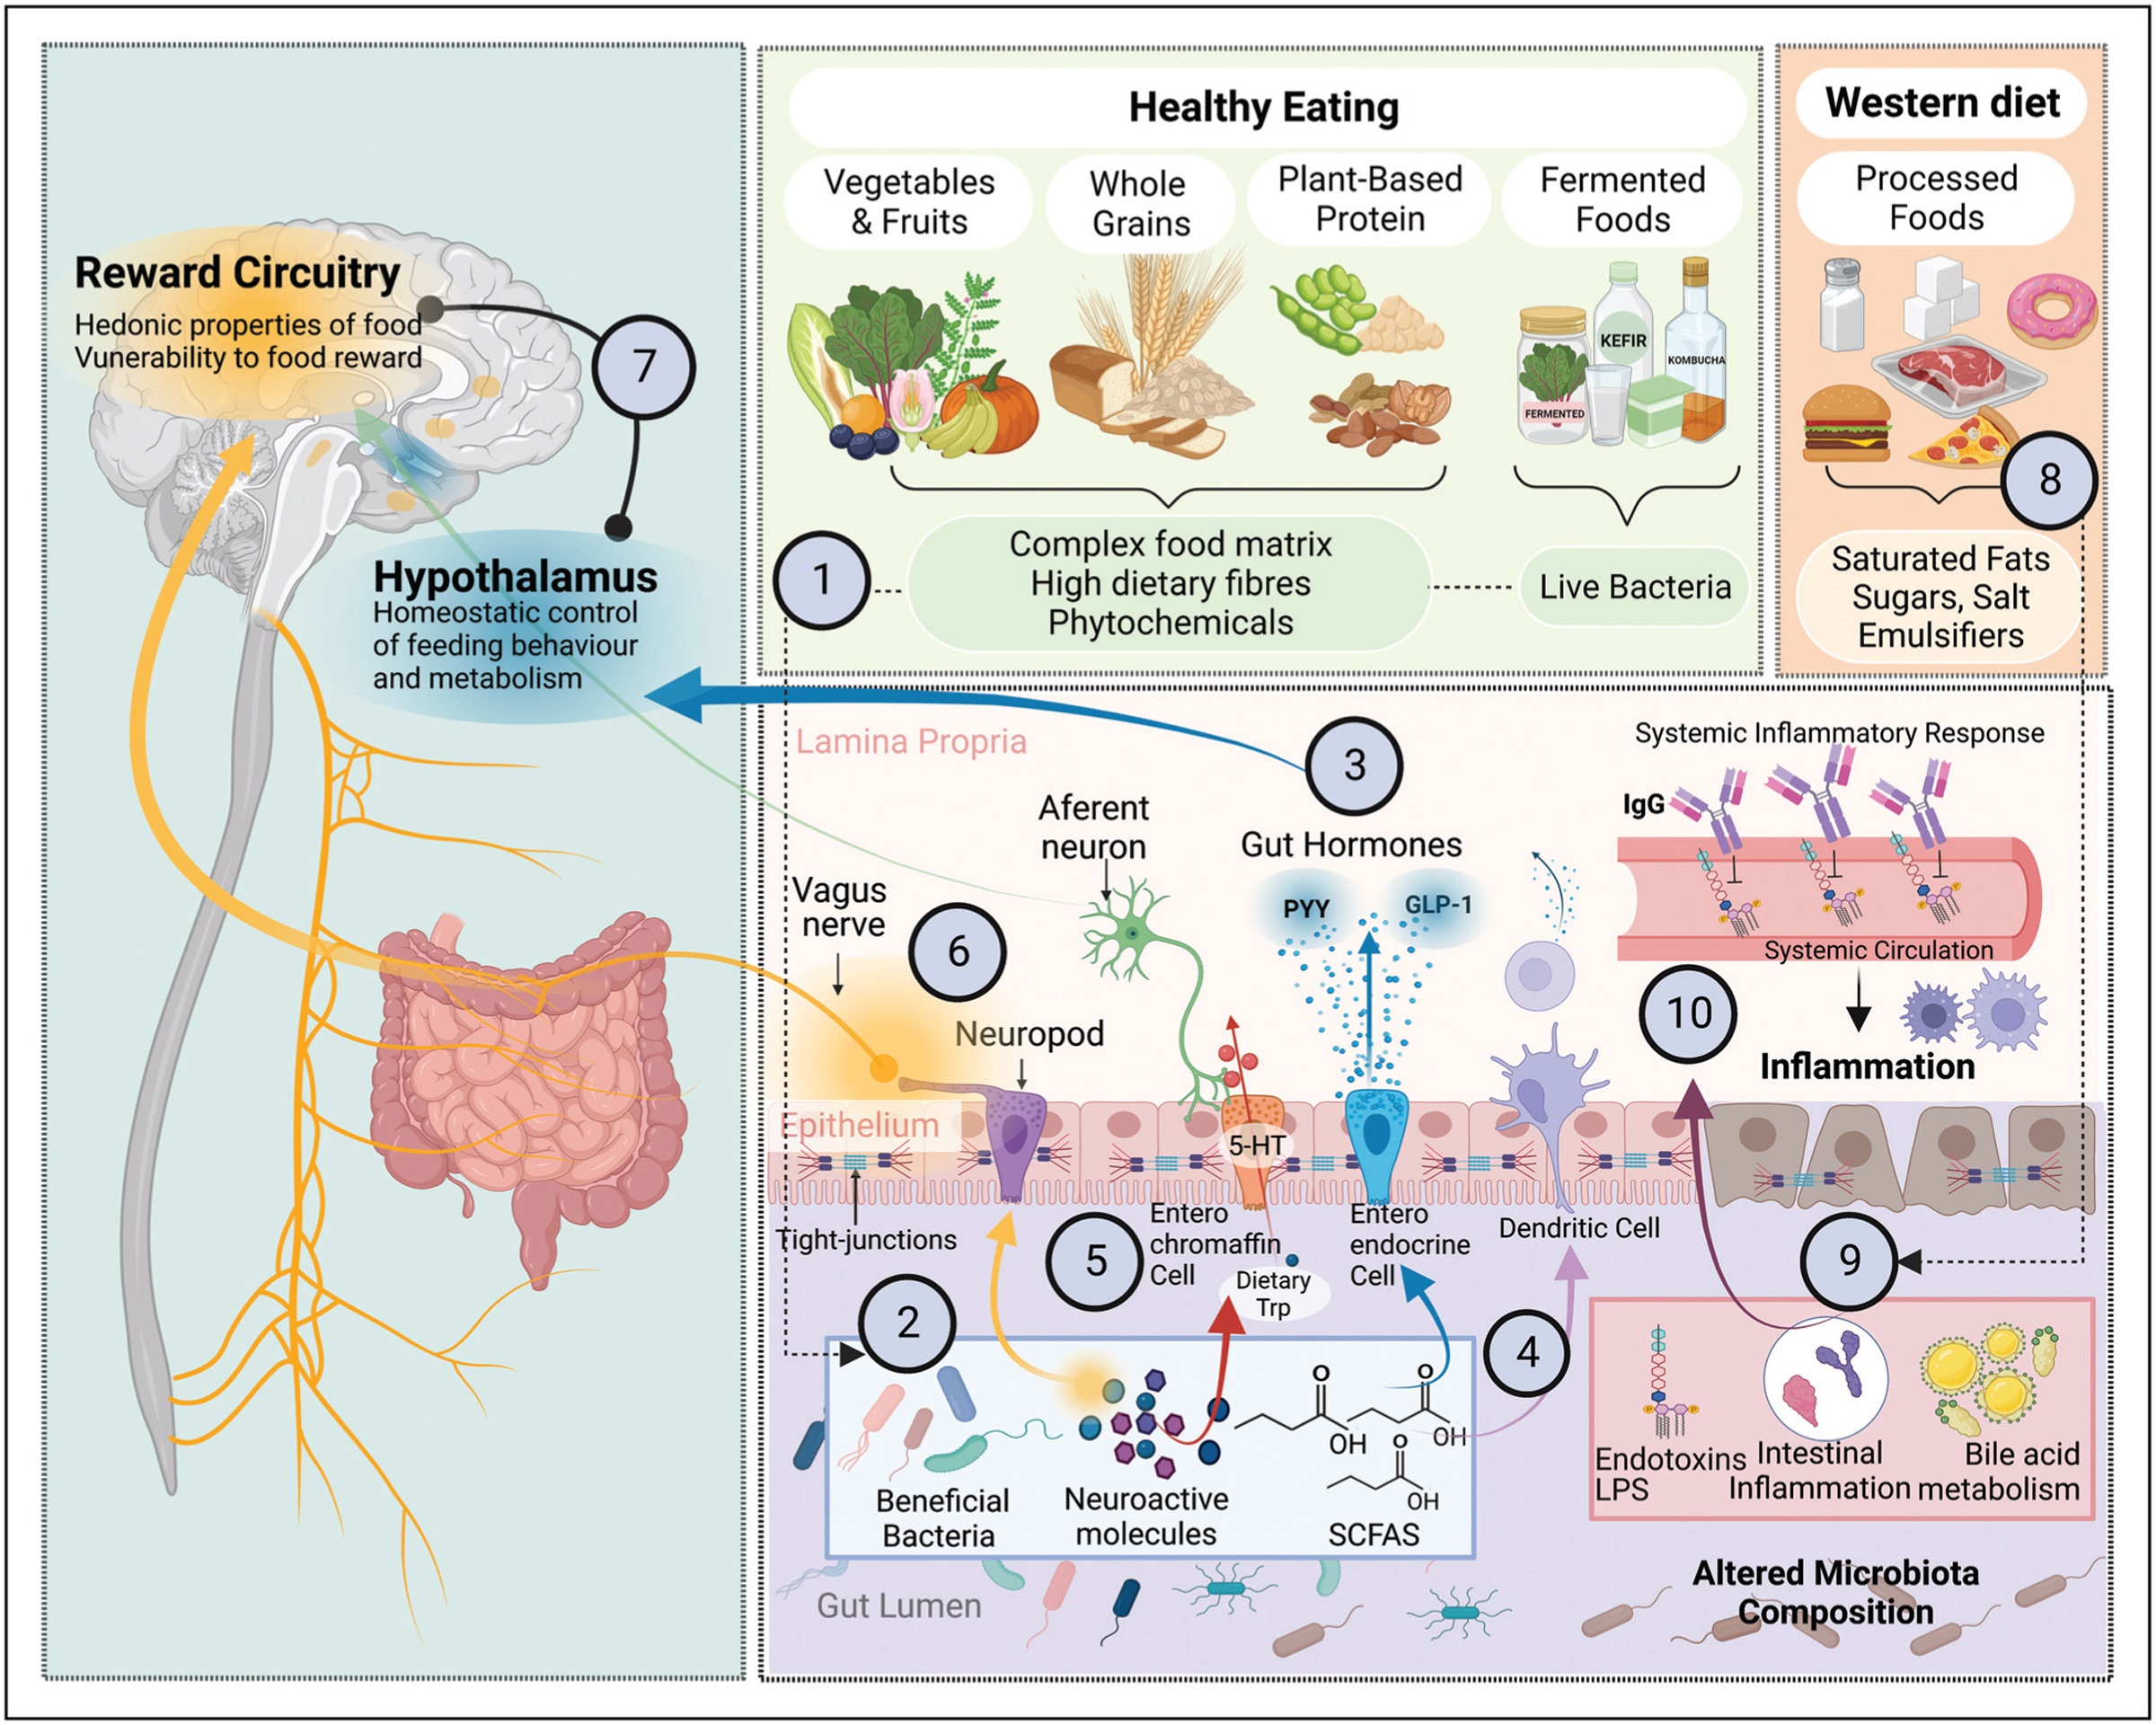 Healthy Eating
Vegetables
& Fruits
Whole
Grains
Plant-Based
Protein
Fermented
Foods
KEFIR
KOMBUCHA
FERMENTED
1
Complex food matrix
High dietary fibres
Phytochemicals
Live Bacteria
Western diet
Processed
Foods
8
Saturated Fats
Sugars, Salt
Emulsifiers
Reward Circuitry
Hedonic properties of food
Vunerability to food reward
7
Hypothalamus
Homeostatic control
of feeding behaviour
and metabolism
Lamina Propria
3
Aferent
neuron
Gut Hormones
PYY
GLP-1
Vagus
nerve
6
Neuropod
Systemic Inflammatory Response
IgG
Systemic Circulation
10
Inflammation
Epithelium
5-HT
Tight-junctions
5
Entero
chromaffin
Cell
Dietary
Trp
Entero
endocrine
Cell
Dendritic Cell
9
2
4
Beneficial
Bacteria
Neuroactive
molecules
O
OH
O
OH
O
OH
SCFAS
P
P
Endotoxins
LPS
Intestinal
Inflammation
Bile acid
metabolism
Gut Lumen
Altered Microbiota
Composition